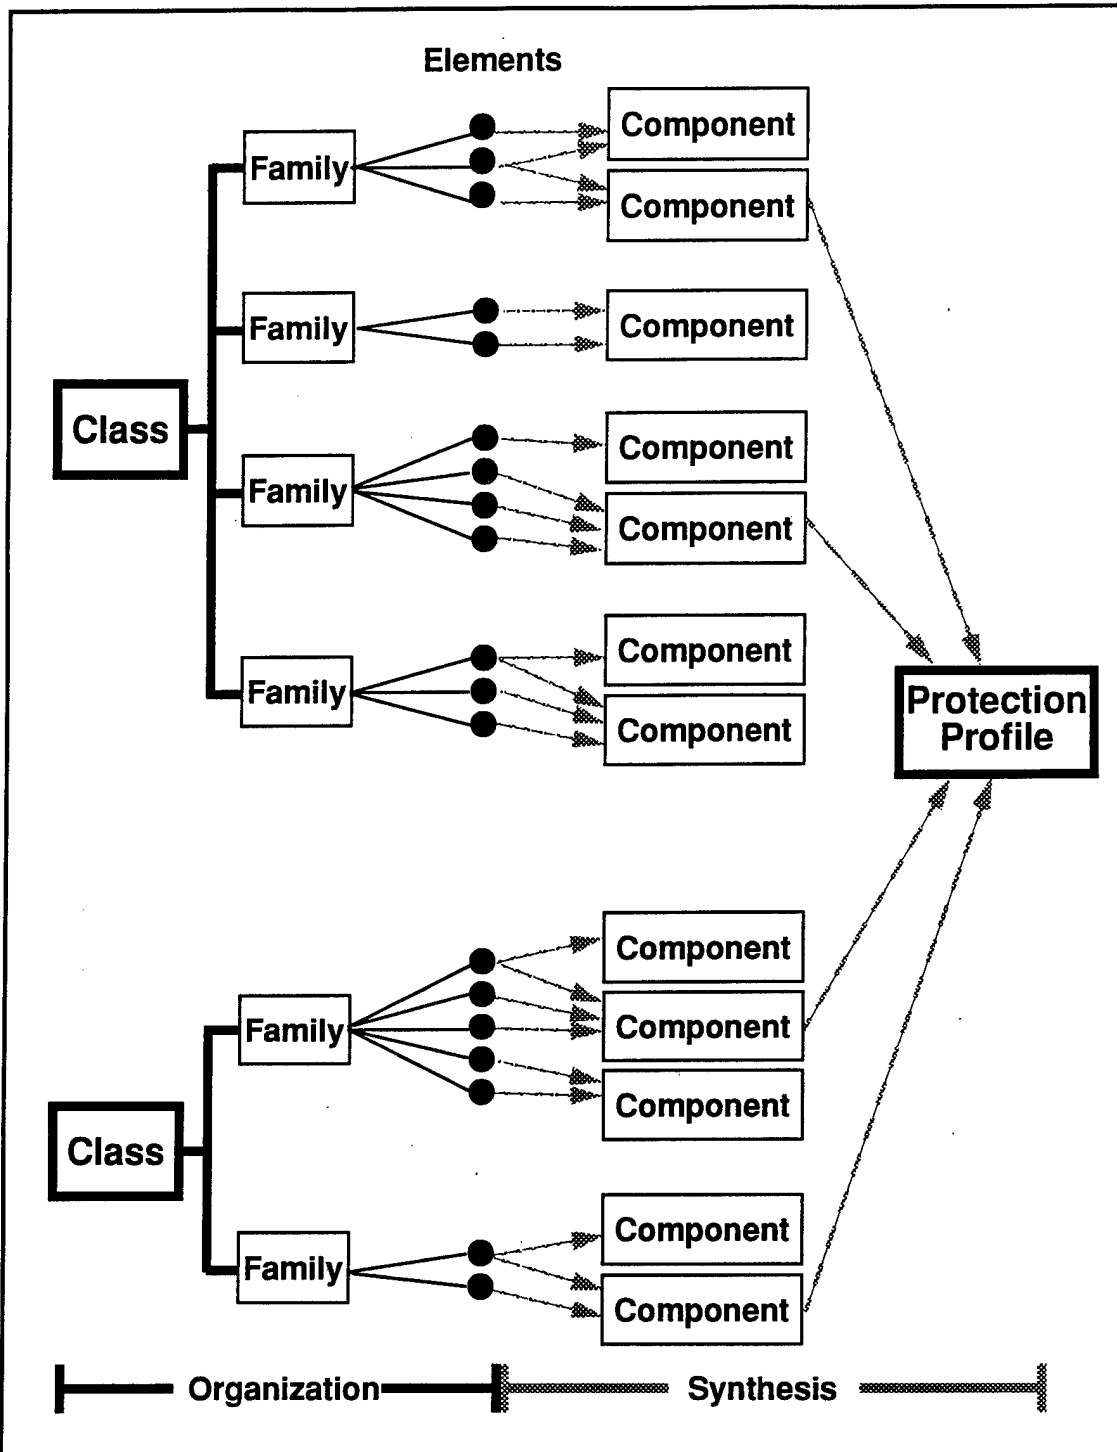 Elements
Component
Family
Component
Family
Component
Class
Component
Family
Component
Component
Family
Component
Protection
Profile
Component
Family
Component
Component
Class
Component
Family
Component
Organization
Synthesis